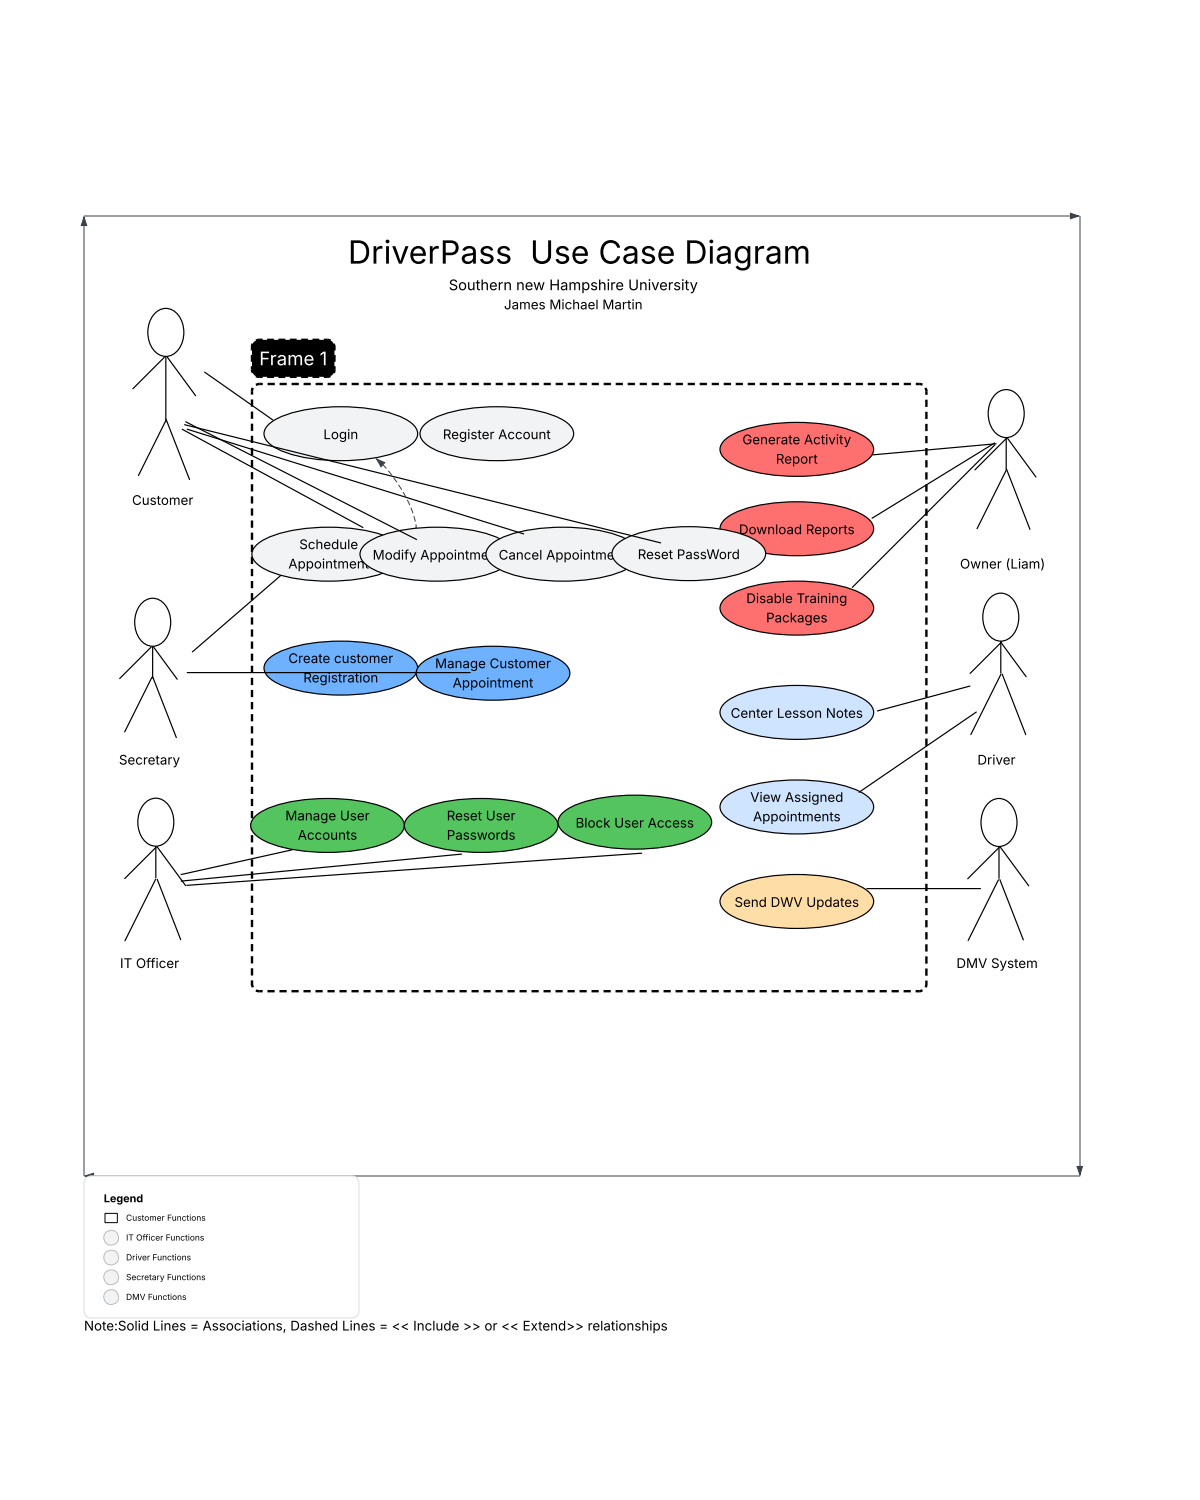 DriverPass  Use Case Diagram
Southern new Hampshire University
James Michael Martin
Frame 1
Login
Register Account
Generate Activity
Report
Customer
Download Reports
Schedule
Appointment
Modify Appointme
Cancel Appointme
Reset PassWord
Owner (Liam)
Disable Training
Packages
Create customer
Registration
Manage Customer
Appointment
Center Lesson Notes
Secretary
Driver
View Assigned
Appointments
Manage User
Accounts
Reset User
Passwords
Block User Access
Send DWV Updates
IT Officer
DMV System
Legend
Customer Functions
IT Officer Functions
Driver Functions
Secretary Functions
DMV Functions
Note:Solid Lines = Associations, Dashed Lines = << Include >> or << Extend>> relationships